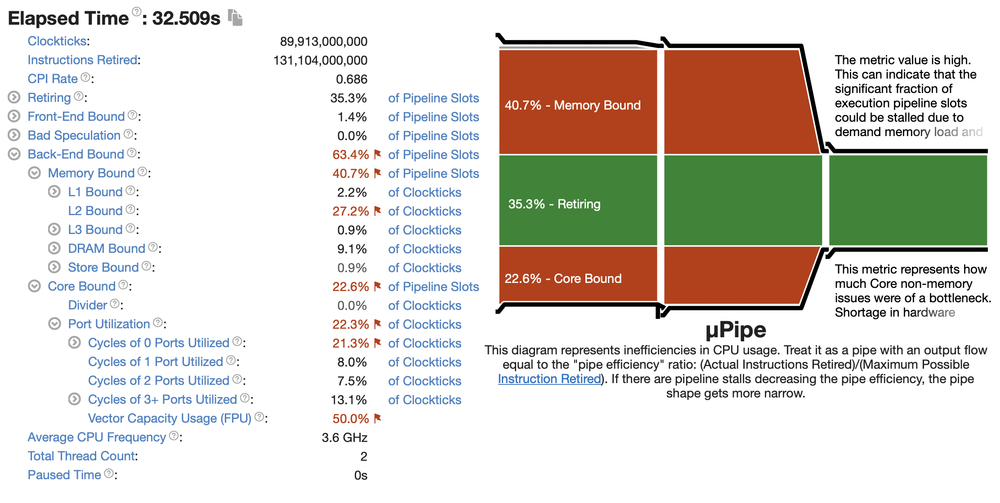 Elapsed Time ?: 32.509s
Clockticks: 89,913,000,000
Instructions Retired: 131,104,000,000
CPI Rate ?: 0.686
Retiring ?: 35.3% of Pipeline Slots
Front-End Bound ?: 1.4% of Pipeline Slots
Bad Speculation ?: 0.0% of Pipeline Slots
Back-End Bound ?: 63.4% of Pipeline Slots
Memory Bound ?: 40.7% of Pipeline Slots
L1 Bound ?: 2.2% of Clockticks
L2 Bound ?: 27.2% of Clockticks
L3 Bound ?: 0.9% of Clockticks
DRAM Bound ?: 9.1% of Clockticks
Store Bound ?: 0.9% of Clockticks
Core Bound ?: 22.6% of Pipeline Slots
Divider ?: 0.0% of Clockticks
Port Utilization ?: 22.3% of Clockticks
Cycles of 0 Ports Utilized ?: 21.3% of Clockticks
Cycles of 1 Port Utilized ?: 8.0% of Clockticks
Cycles of 2 Ports Utilized ?: 7.5% of Clockticks
Cycles of 3+ Ports Utilized ?: 13.1% of Clockticks
Vector Capacity Usage (FPU) ?: 50.0%
Average CPU Frequency ?: 3.6 GHz
Total Thread Count: 2
Paused Time ?: 0s
40.7% - Memory Bound
35.3% - Retiring
22.6% - Core Bound
The metric value is high.
This can indicate that the
significant fraction of
execution pipeline slots
could be stalled due to
demand memory load and
This metric represents how
much Core non-memory
issues were of a bottleneck.
Shortage in hardware
µPipe
This diagram represents inefficiencies in CPU usage. Treat it as a pipe with an output flow
equal to the "pipe efficiency" ratio: (Actual Instructions Retired)/(Maximum Possible
Instruction Retired). If there are pipeline stalls decreasing the pipe efficiency, the pipe
shape gets more narrow.